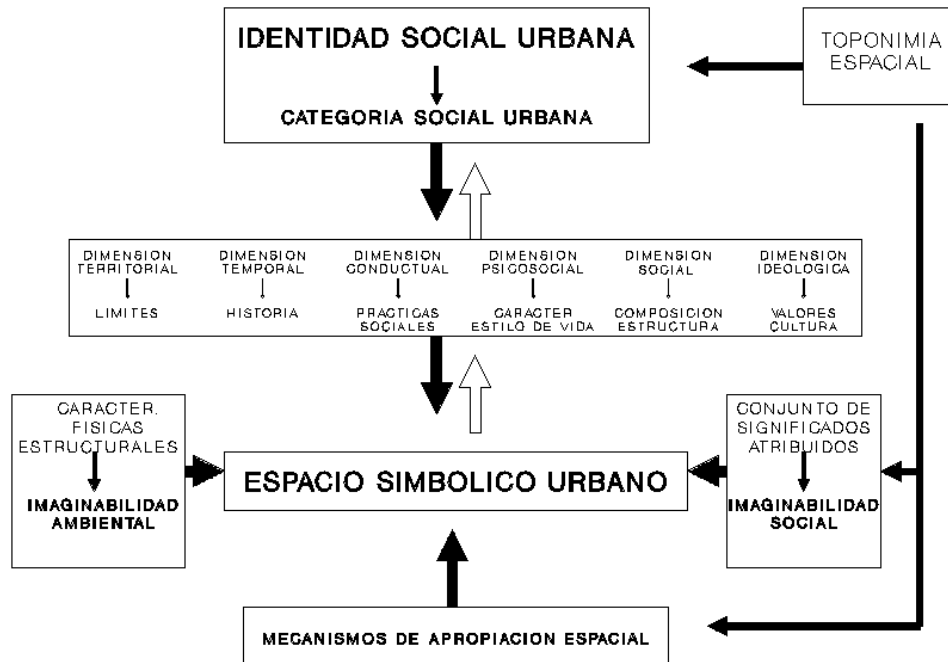 IDENTIDAD SOCIAL URBANA
CATEGORIA SOCIAL URBANA
TOPONIMIA
ESPACIAL
DIMENSION
TERRITORIAL
LIMITES
DIMENSION
TEMPORAL
HISTORIA
DIMENSION
CONDUCTUAL
PRACTICAS
SOCIALES
DIMENSION
PSICOSOCIAL
CARACTER
ESTILO DE VIDA
DIMENSION
SOCIAL
COMPOSICION
ESTRUCTURA
DIMENSION
IDEOLOGICA
VALORES
CULTURA
CARACTER.
FISICAS
ESTRUCTURALES
IMAGINABILIDAD
AMBIENTAL
ESPACIO SIMBOLICO URBANO
CONJUNTO DE
SIGNIFICADOS
ATRIBUIDOS
IMAGINABILIDAD
SOCIAL
MECANISMOS DE APROPIACION ESPACIAL